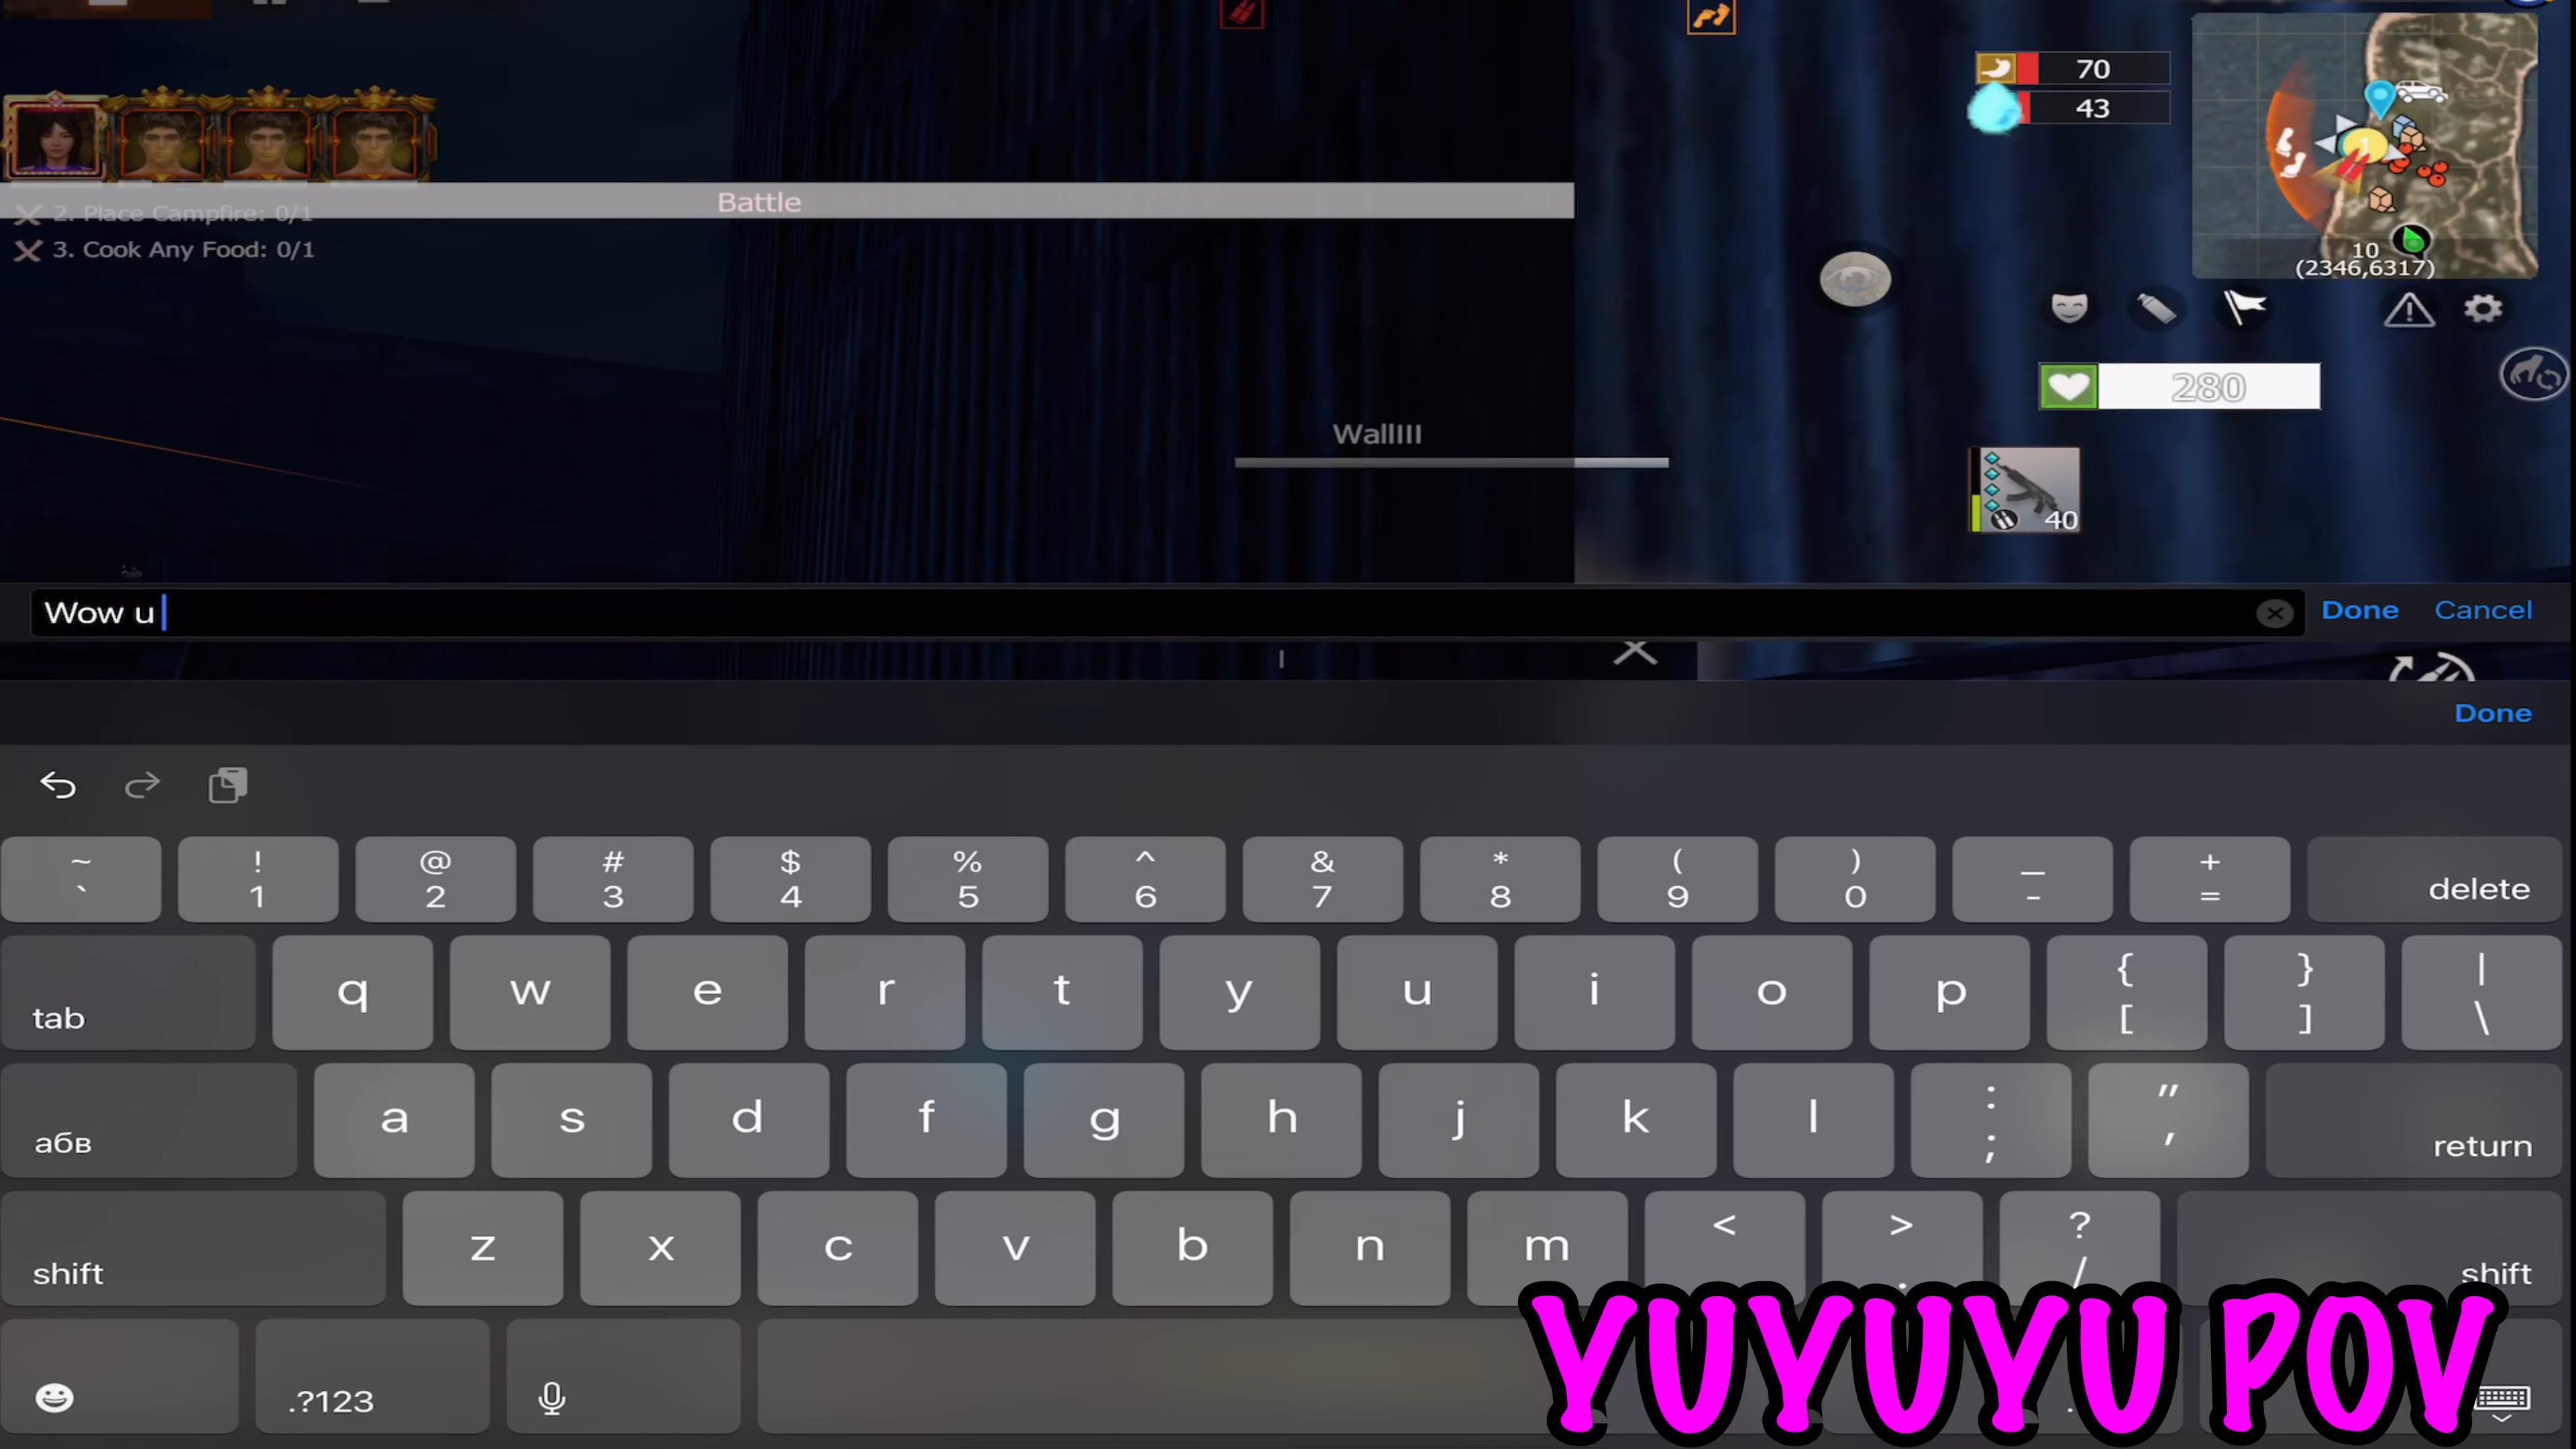 70
43
Battle
2. Place Campfire: 0/1
3. Cook Any Food: 0/1
1
10
(2346,6317)
280
WallIII
40
Wow u
Done Cancel
Done
~ ! @ # $ % ^ & * ( ) _ +
` 1 2 3 4 5 6 7 8 9 0 - = delete
tab q w e r t y u i o p { [ } ] | \
абв a s d f g h j k l : ; " ' return
shift z x c v b n m < > . ? / shift
.?123
YUYUYU POV